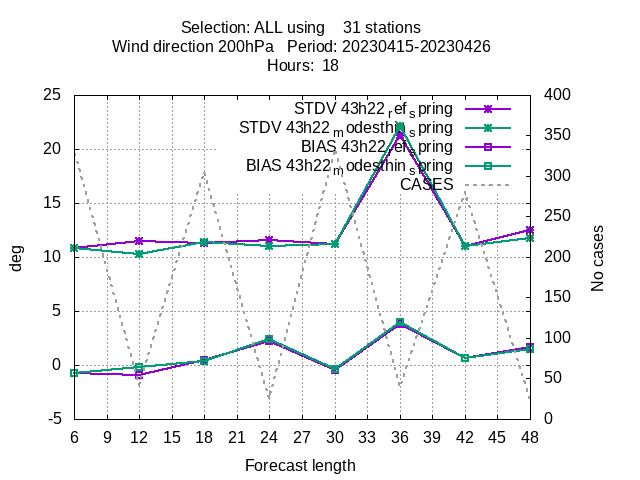 Selection: ALL using 31 stations
Wind direction 200hPa Period: 20230415-20230426
Hours: 18
STDV 43h22_ref_spring
STDV 43h22_modesthin_spring
BIAS 43h22_ref_spring
BIAS 43h22_modesthin_spring
CASES
25
20
15
10
5
0
-5
deg
400
350
300
250
200
150
100
50
0
No cases
6 9 12 15 18 21 24 27 30 33 36 39 42 45 48
Forecast length